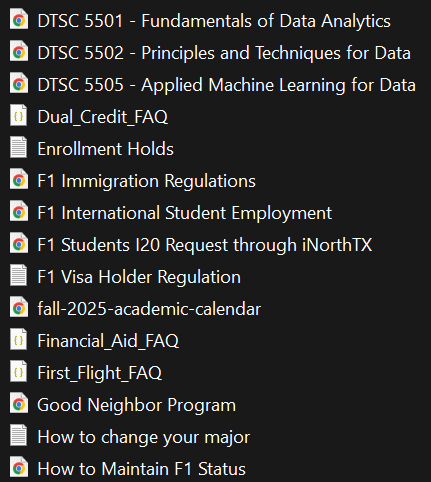 DTSC 5501 - Fundamentals of Data Analytics
DTSC 5502 - Principles and Techniques for Data
DTSC 5505 - Applied Machine Learning for Data
Dual_Credit_FAQ
Enrollment Holds
F1 Immigration Regulations
F1 International Student Employment
F1 Students I20 Request through iNorthTX
F1 Visa Holder Regulation
fall-2025-academic-calendar
Financial_Aid_FAQ
First_Flight_FAQ
Good Neighbor Program
How to change your major
How to Maintain F1 Status